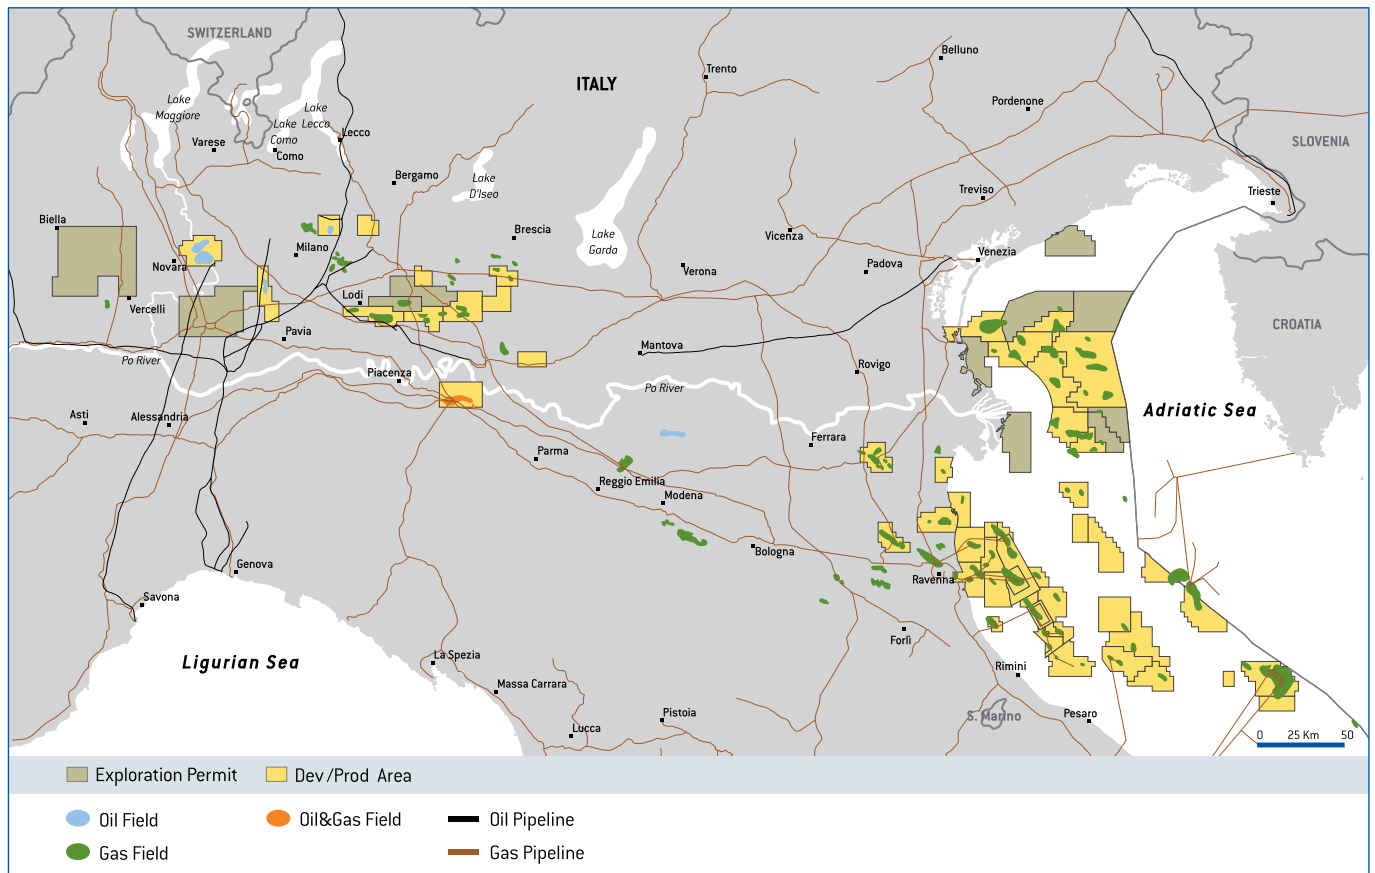 SWITZERLAND
Belluno
Trento
ITALY
Lake
Maggiore
Pordenone
Lake
Lecco
Lake
Como
Lecco
Varese
Como
SLOVENIA
Bergamo
Lake
D'Iseo
Treviso
Trieste
Biella
Brescia
Lake
Garda
Vicenza
Milano
Venezia
Novara
Verona
Padova
Lodi
Vercelli
CROATIA
Pavia
Po River
Mantova
Piacenza
Rovigo
Po River
Asti
Alessandria
Adriatic Sea
Ferrara
Parma
Reggio Emilia
Modena
Bologna
Genova
Ravenna
Savona
Forlì
La Spezia
Ligurian Sea
Rimini
Massa Carrara
Pistoia
S. Marino
Pesaro
Lucca
0 25 Km 50
Exploration Permit
Dev /Prod Area
Oil Field
Oil&Gas Field
Oil Pipeline
Gas Field
Gas Pipeline